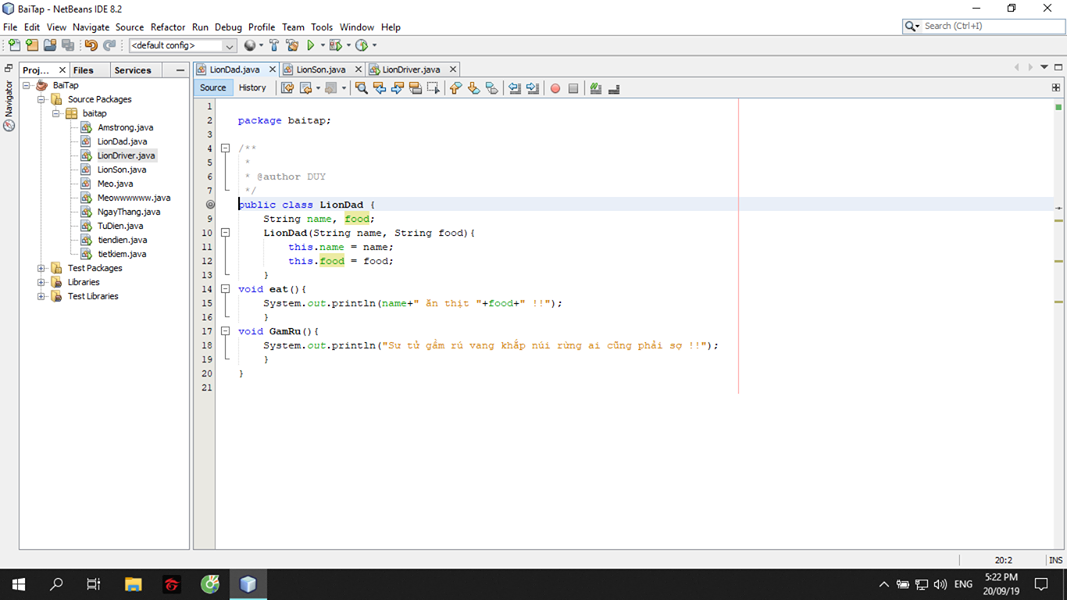 BaiTap - NetBeans IDE 8.2
File Edit View Navigate Source Refactor Run Debug Profile Team Tools Window Help
Search (Ctrl+I)
<default config>
Proj... Files Services
LionDad.java LionSon.java LionDriver.java
Source History
Navigator
BaiTap
Source Packages
baitap
Amstrong.java
LionDad.java
LionDriver.java
LionSon.java
Meo.java
Meowwwwww.java
NgayThang.java
TuDien.java
tiendien.java
tietkiem.java
Test Packages
Libraries
Test Libraries
1
2 package baitap;
3
4 /**
5 *
6 * @author DUY
7 */
public class LionDad {
9 String name, food;
10 LionDad(String name, String food){
11 this.name = name;
12 this.food = food;
13 }
14 void eat(){
15 System.out.println(name+" ăn thịt "+food+" !!");
16 }
17 void GamRu(){
18 System.out.println("Sư tử gầm rú vang khắp núi rừng ai cũng phải sợ !!");
19 }
20 }
21
20:2 INS
ENG
5:22 PM
20/09/19